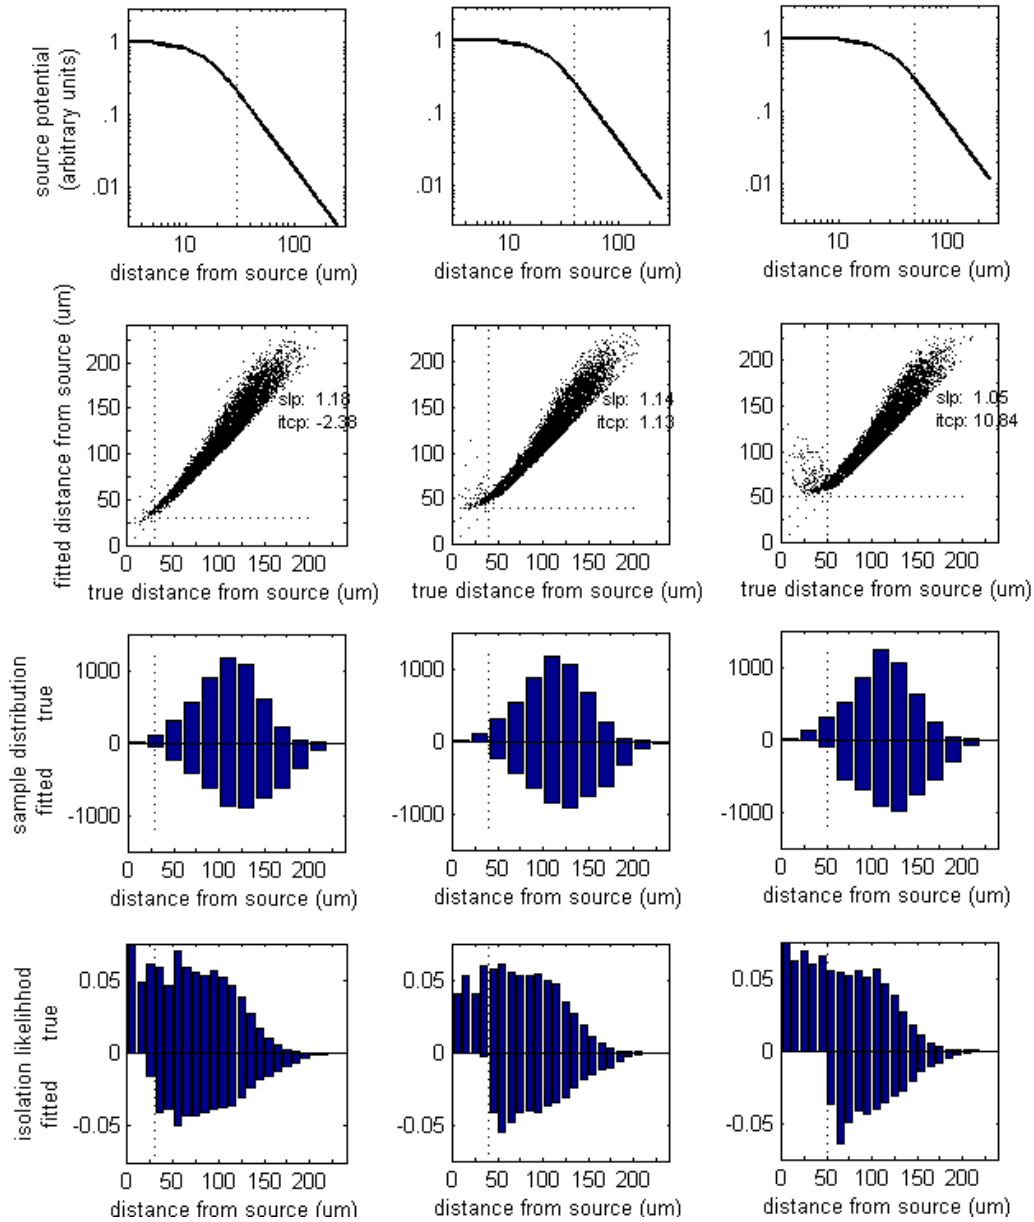 source potential
(arbitrary units)
1
.1
.01
10
100
distance from source (um)
1
.1
.01
10
100
distance from source (um)
1
.1
.01
10
100
distance from source (um)
fitted distance from source (um)
200
150
100
50
0
slp: 1.18
itcp: -2.38
0 50 100 150 200
true distance from source (um)
200
150
100
50
0
slp: 1.14
itcp: 1.13
0 50 100 150 200
true distance from source (um)
200
150
100
50
0
slp: 1.05
itcp: 10.84
0 50 100 150 200
true distance from source (um)
sample distribution
fitted true
1000
0
-1000
0 50 100 150 200
distance from source (um)
1000
0
-1000
0 50 100 150 200
distance from source (um)
1000
0
-1000
0 50 100 150 200
distance from source (um)
isolation likelihhod
fitted true
0.05
0
-0.05
0 50 100 150 200
distance from source (um)
0.05
0
-0.05
0 50 100 150 200
distance from source (um)
0.05
0
-0.05
0 50 100 150 200
distance from source (um)